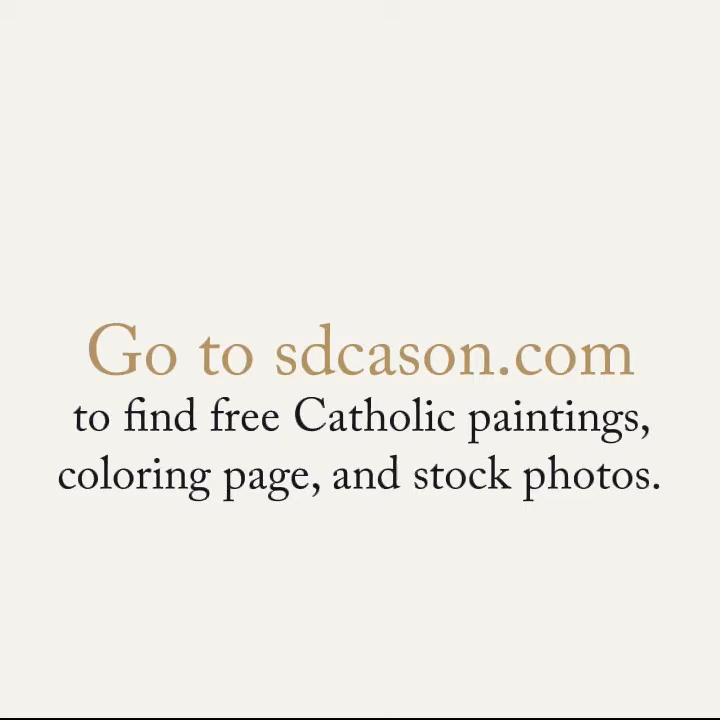 Go to sdcason.com
to find free Catholic paintings,
coloring page, and stock photos.